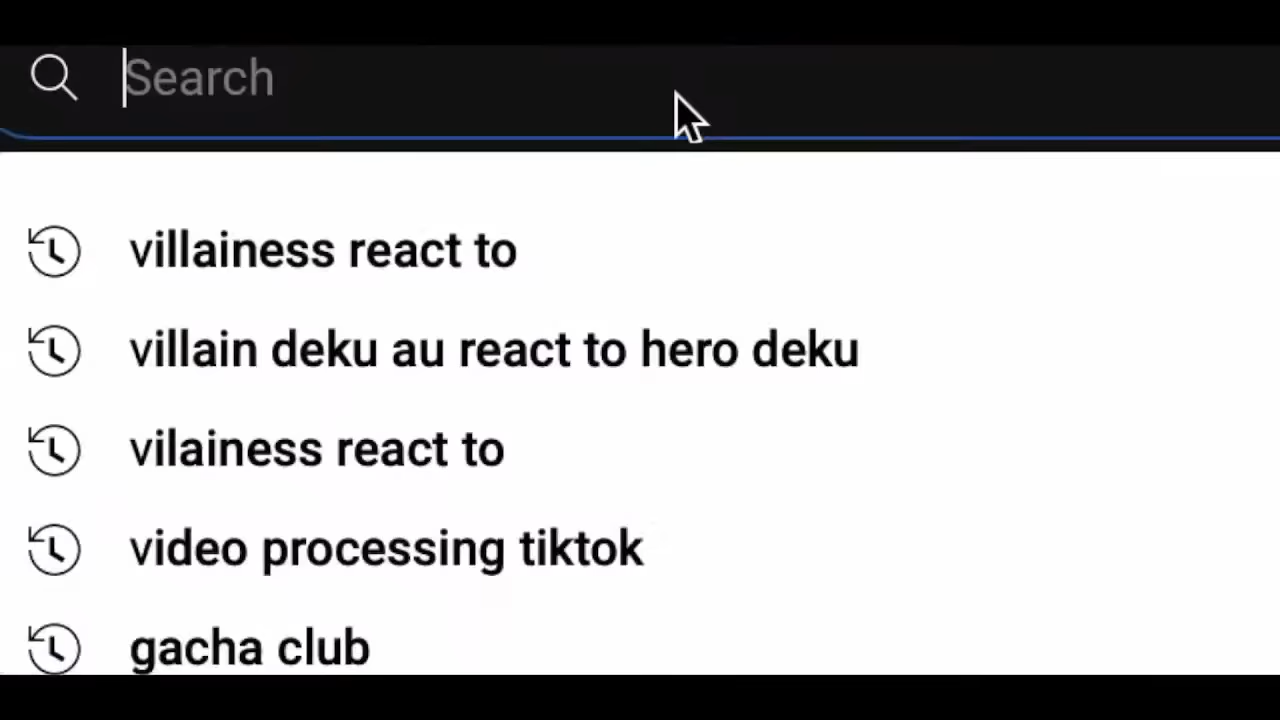 Search
villainess react to
villain deku au react to hero deku
vilainess react to
video processing tiktok
gacha club